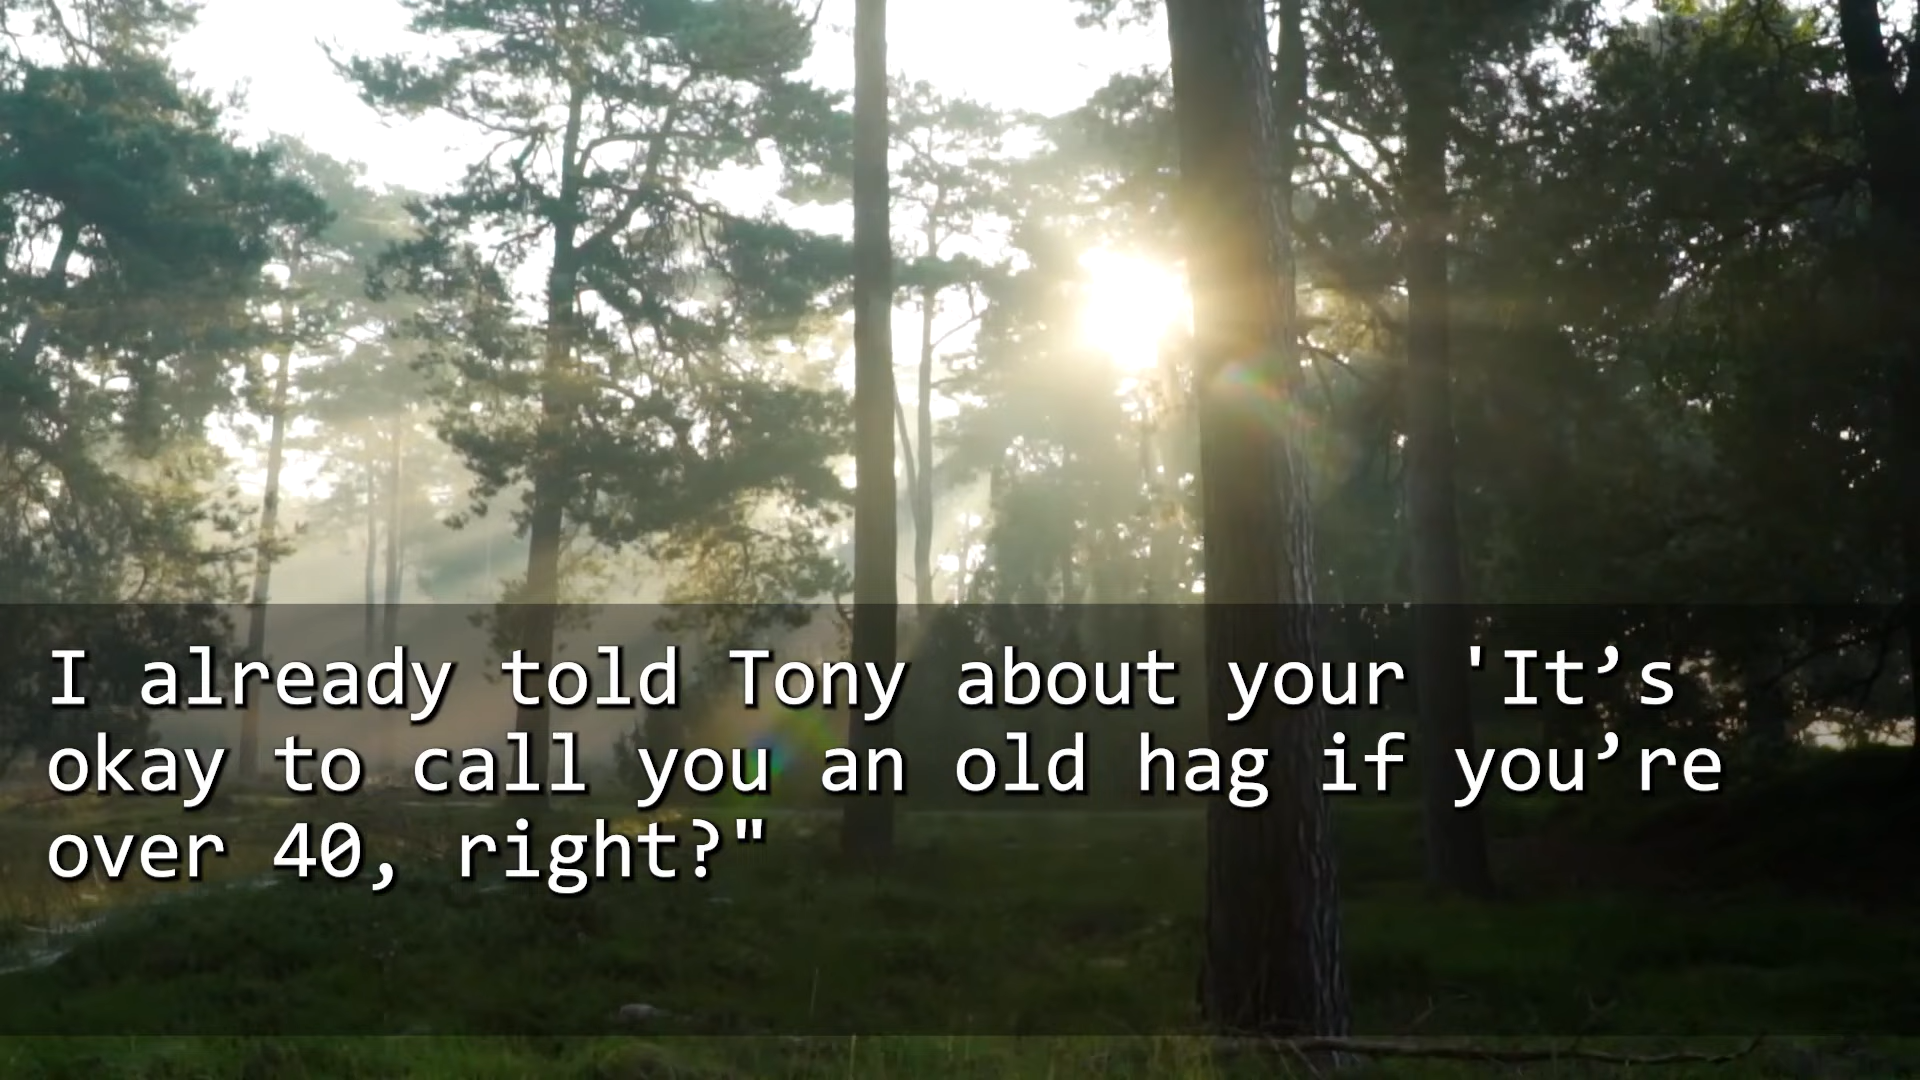 I already told Tony about your 'It’s
okay to call you an old hag if you’re
over 40, right?"